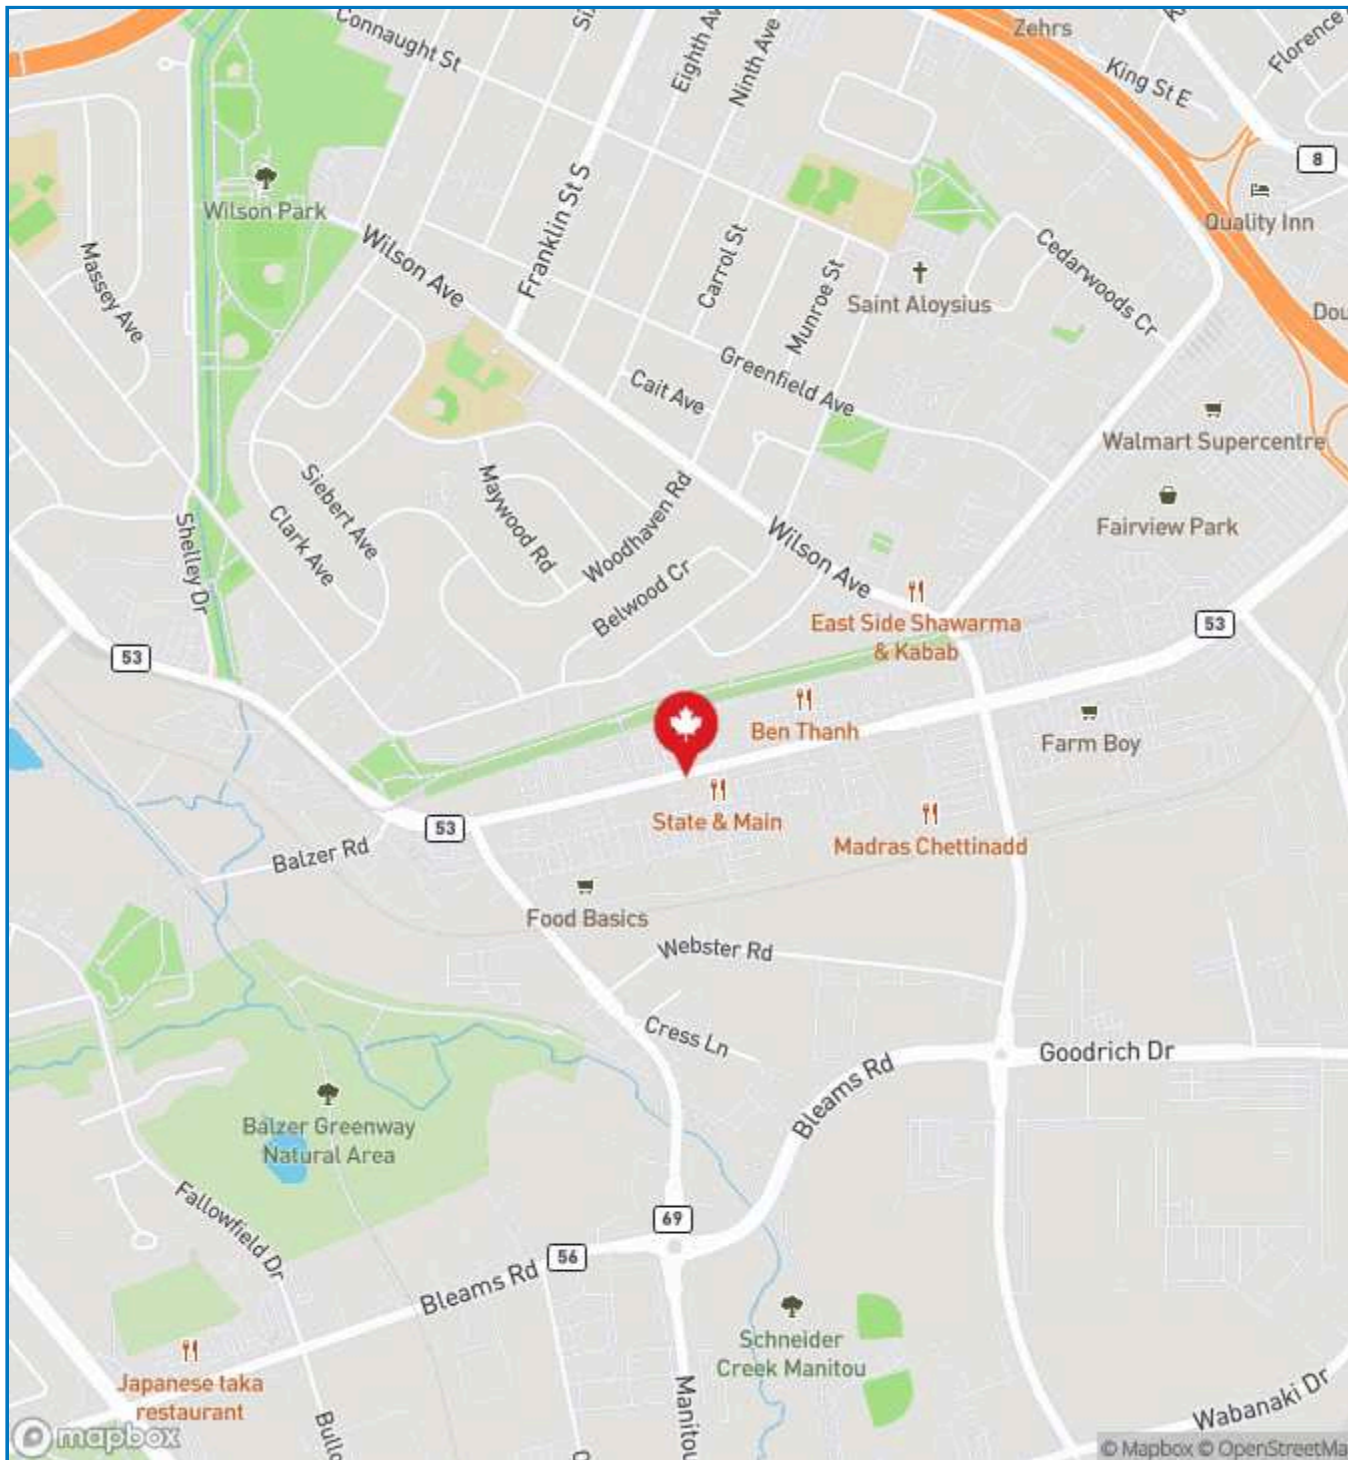 Connaught St
Six
Eighth Av
Ninth Ave
Zehrs
King St E
Florence
8
Wilson Park
Wilson Ave
Franklin St S
Carrol St
Munroe St
Saint Aloysius
Cedarwoods Cr
Quality Inn
Dou
Massey Ave
Greenfield Ave
Cait Ave
Walmart Supercentre
Fairview Park
Siebert Ave
Clark Ave
Maywood Rd
Woodhaven Rd
Belwood Cr
Wilson Ave
Shelley Dr
East Side Shawarma
& Kabab
53
53
Ben Thanh
Farm Boy
State & Main
Madras Chettinadd
53
Balzer Rd
Food Basics
Webster Rd
Cress Ln
Goodrich Dr
Bleams Rd
Balzer Greenway
Natural Area
Fallowfield Dr
69
56
Bleams Rd
Schneider
Creek Manitou
Japanese taka
restaurant
Manitou
Wabanaki Dr
mapbox
© Mapbox © OpenStreetMa